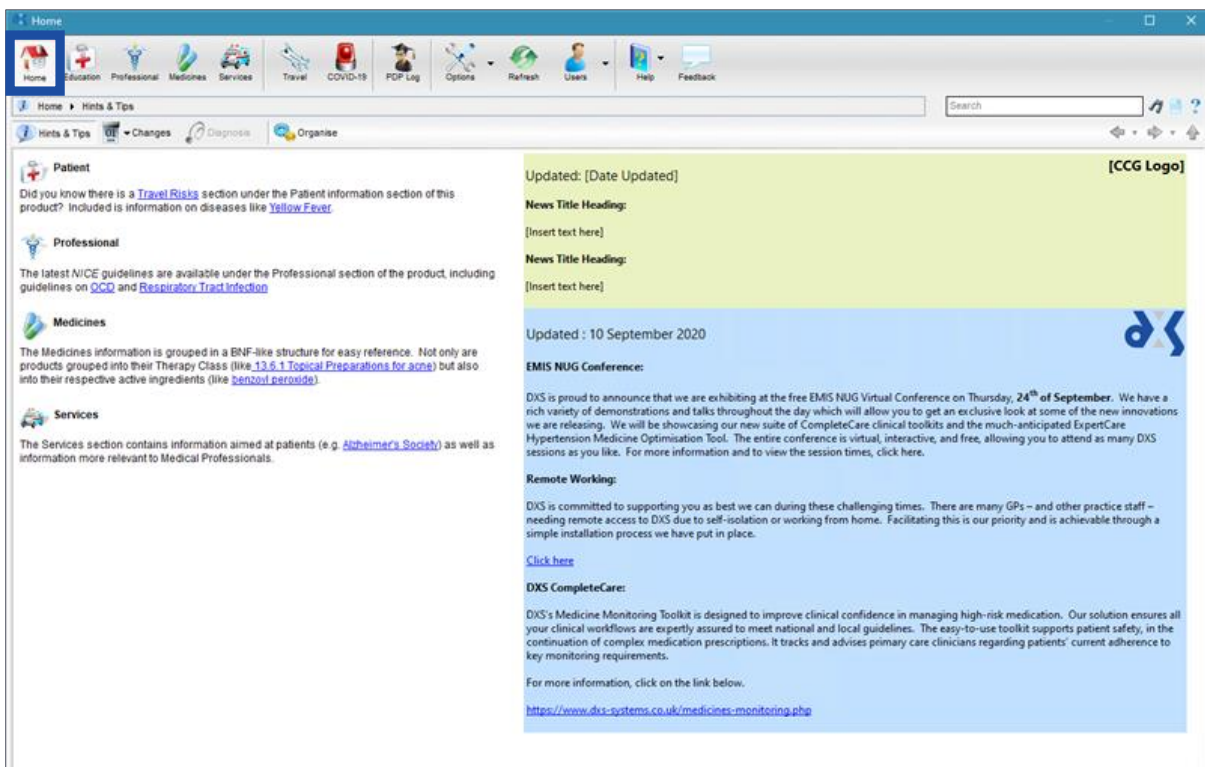 Home
Home
Education
Professional
Medicines
Services
Travel
COVID-19
PDP Log
Options
Refresh
Users
Help
Feedback
Home
Hints & Tips
Search
?
Hints & Tips
Changes
Diagnosis
Organise
Patient
Did you know there is a Travel Risks section under the Patient information section of this
product? Included is information on diseases like Yellow Fever.
Professional
The latest NICE guidelines are available under the Professional section of the product, including
guidelines on OCD and Respiratory Tract Infection
Medicines
The Medicines information is grouped in a BNF-like structure for easy reference. Not only are
products grouped into their Therapy Class (like 13.6.1 Topical Preparations for acne) but also
into their respective active ingredients (like benzoyl peroxide).
Services
The Services section contains information aimed at patients (e.g. Alzheimer's Society) as well as
information more relevant to Medical Professionals.
Updated: [Date Updated]
[CCG Logo]
News Title Heading:
[Insert text here]
News Title Heading:
[Insert text here]
Updated : 10 September 2020
dXS
EMIS NUG Conference:
DXS is proud to announce that we are exhibiting at the free EMIS NUG Virtual Conference on Thursday, 24th of September. We have a
rich variety of demonstrations and talks throughout the day which will allow you to get an exclusive look at some of the new innovations
we are releasing. We will be showcasing our new suite of CompleteCare clinical toolkits and the much-anticipated ExpertCare
Hypertension Medicine Optimisation Tool. The entire conference is virtual, interactive, and free, allowing you to attend as many DXS
sessions as you like. For more information and to view the session times, click here.
Remote Working:
DXS is committed to supporting you as best we can during these challenging times. There are many GPs – and other practice staff –
needing remote access to DXS due to self-isolation or working from home. Facilitating this is our priority and is achievable through a
simple installation process we have put in place.
Click here
DXS CompleteCare:
DXS's Medicine Monitoring Toolkit is designed to improve clinical confidence in managing high-risk medication. Our solution ensures all
your clinical workflows are expertly assured to meet national and local guidelines. The easy-to-use toolkit supports patient safety, in the
continuation of complex medication prescriptions. It tracks and advises primary care clinicians regarding patients' current adherence to
key monitoring requirements.
For more information, click on the link below.
https://www.dxs-systems.co.uk/medicines-monitoring.php